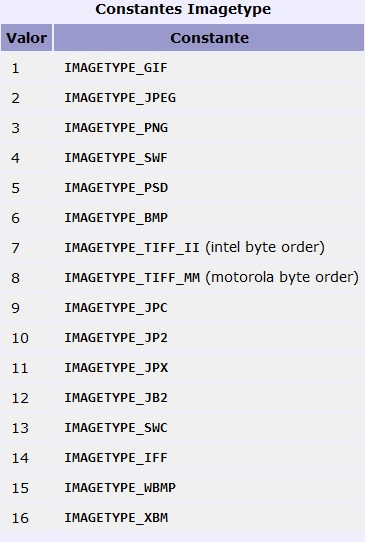 Constantes Imagetype
Valor Constante
1 IMAGETYPE_GIF
2 IMAGETYPE_JPEG
3 IMAGETYPE_PNG
4 IMAGETYPE_SWF
5 IMAGETYPE_PSD
6 IMAGETYPE_BMP
7 IMAGETYPE_TIFF_II (intel byte order)
8 IMAGETYPE_TIFF_MM (motorola byte order)
9 IMAGETYPE_JPC
10 IMAGETYPE_JP2
11 IMAGETYPE_JPX
12 IMAGETYPE_JB2
13 IMAGETYPE_SWC
14 IMAGETYPE_IFF
15 IMAGETYPE_WBMP
16 IMAGETYPE_XBM